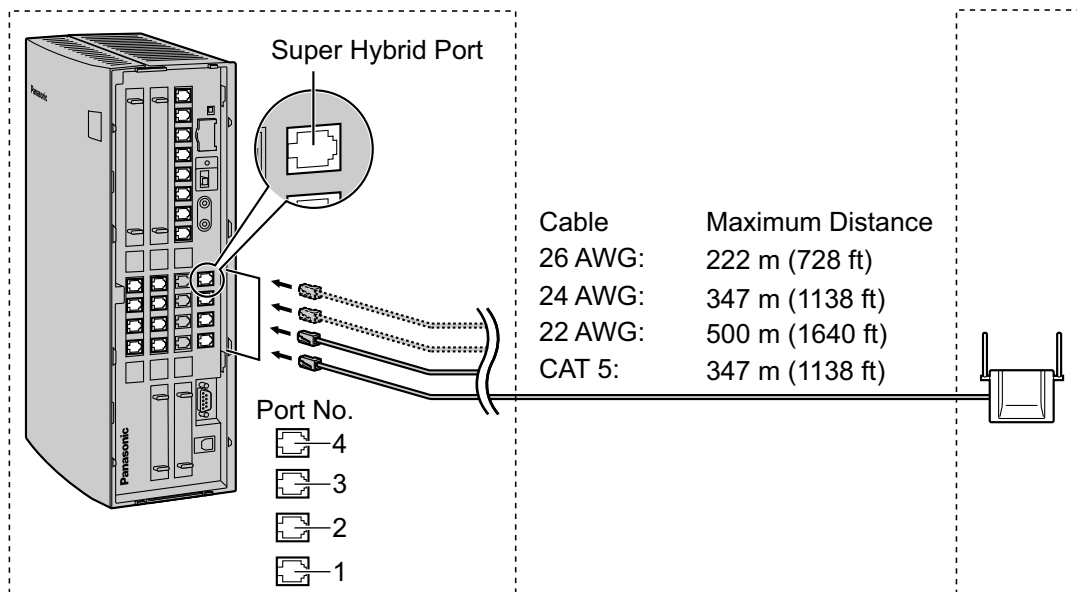 Super Hybrid Port
Panasonic
Cable Maximum Distance
26 AWG: 222 m (728 ft)
24 AWG: 347 m (1138 ft)
22 AWG: 500 m (1640 ft)
CAT 5: 347 m (1138 ft)
Port No.
4
3
2
1
Panasonic